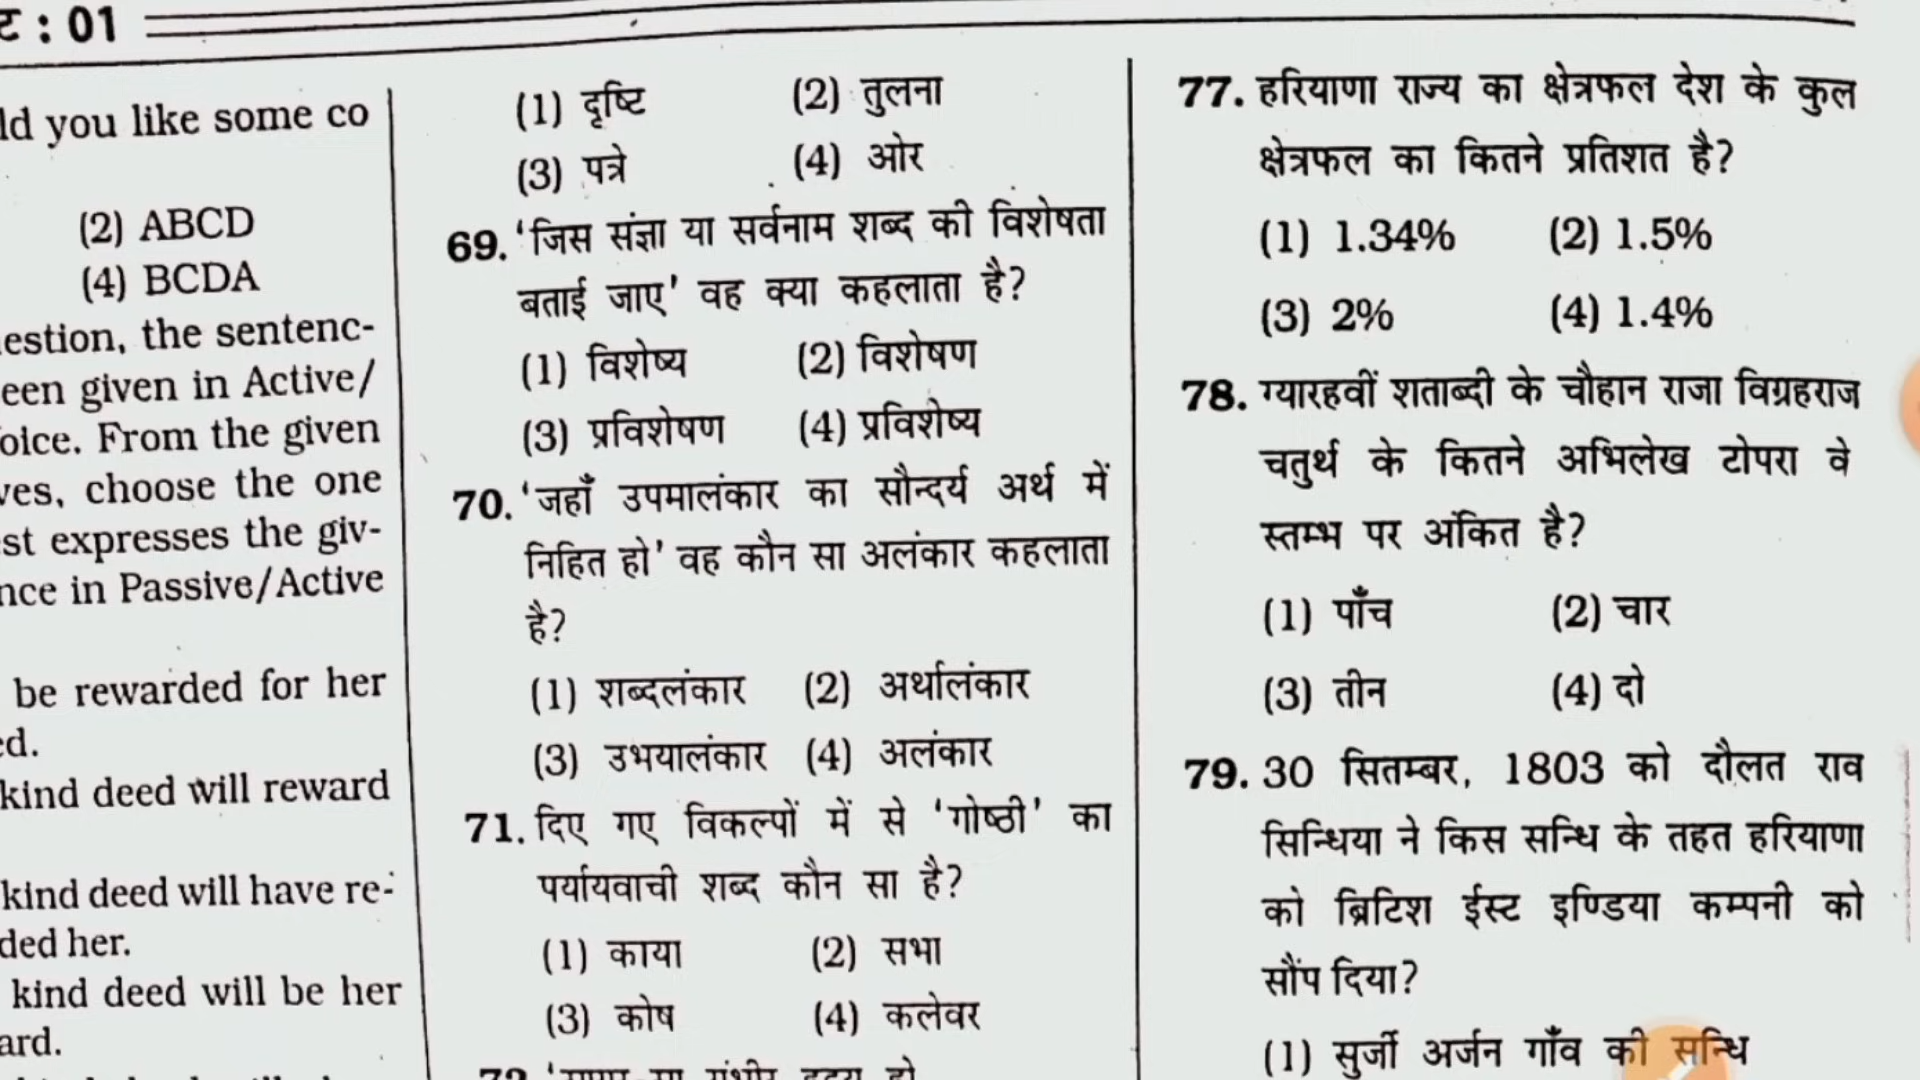 : 01
ld you like some co
(2) ABCD
(4) BCDA
estion, the sentenc-
een given in Active/
oice. From the given
ves, choose the one
st expresses the giv-
nce in Passive/Active
be rewarded for her
ed.
kind deed will reward
kind deed will have re-
ded her.
kind deed will be her
ard.
(1) दृष्टि (2) तुलना
(3) पत्रे (4) ओर
69. 'जिस संज्ञा या सर्वनाम शब्द की विशेषता
बताई जाए' वह क्या कहलाता है?
(1) विशेष्य (2) विशेषण
(3) प्रविशेषण (4) प्रविशेष्य
70. 'जहाँ उपमालंकार का सौन्दर्य अर्थ में
निहित हो' वह कौन सा अलंकार कहलाता
है?
(1) शब्दलंकार (2) अर्थालंकार
(3) उभयालंकार (4) अलंकार
71. दिए गए विकल्पों में से 'गोष्ठी' का
पर्यायवाची शब्द कौन सा है?
(1) काया (2) सभा
(3) कोष (4) कलेवर
77. हरियाणा राज्य का क्षेत्रफल देश के कुल
क्षेत्रफल का कितने प्रतिशत है?
(1) 1.34% (2) 1.5%
(3) 2% (4) 1.4%
78. ग्यारहवीं शताब्दी के चौहान राजा विग्रहराज
चतुर्थ के कितने अभिलेख टोपरा वे
स्तम्भ पर अंकित है?
(1) पाँच (2) चार
(3) तीन (4) दो
79. 30 सितम्बर, 1803 को दौलत राव
सिन्धिया ने किस सन्धि के तहत हरियाणा
को ब्रिटिश ईस्ट इण्डिया कम्पनी को
सौंप दिया?
(1) सुर्जी अर्जन गाँव की सन्धि